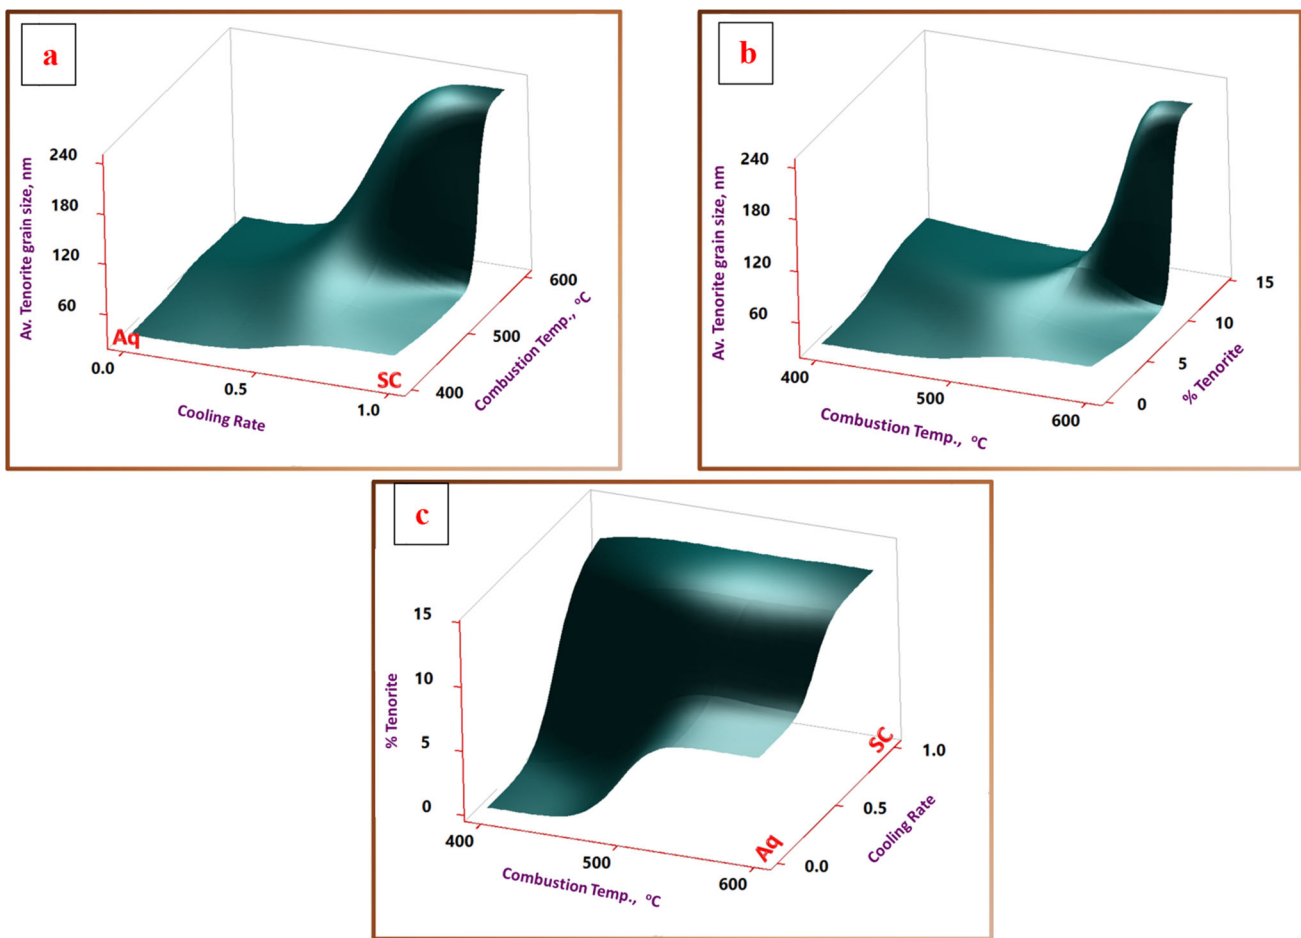 a
240
180
120
60
Av. Tenorite grain size, nm
Aq
0.0
0.5
SC
1.0
Cooling Rate
400
500
600
Combustion Temp., ºC
b
240
180
120
60
Av. Tenorite grain size, nm
400
500
600
Combustion Temp., ºC
0
5
10
15
% Tenorite
c
15
10
5
0
% Tenorite
400
500
600
Combustion Temp., ºC
Aq
0.0
0.5
SC
1.0
Cooling Rate